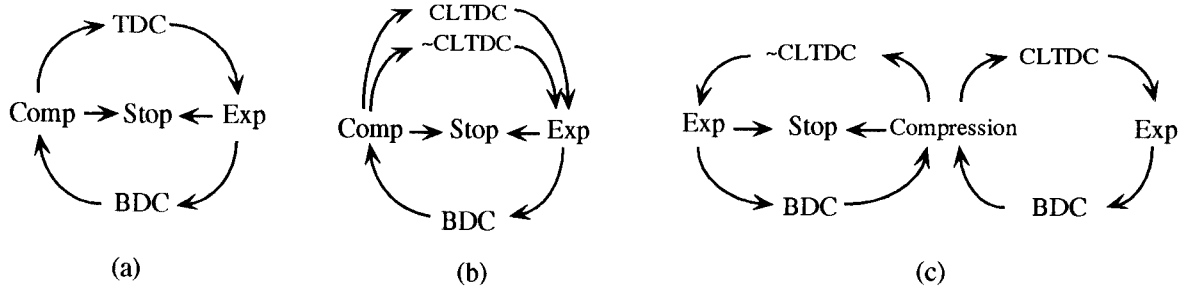 TDC
Comp Stop Exp
BDC
(a)
CLTDC
~CLTDC
Comp Stop Exp
BDC
(b)
~CLTDC CLTDC
Exp Stop Compression Exp
BDC BDC
(c)